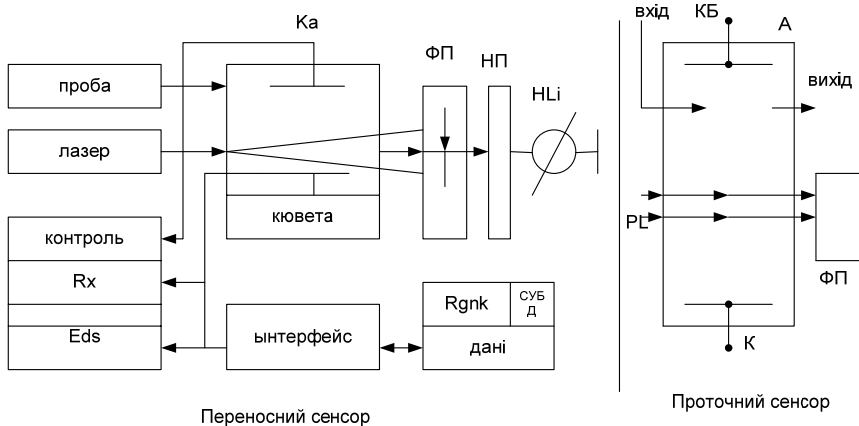 Ka
ФП
НП
HLi
проба
лазер
кювета
контроль
Rx
Eds
ынтерфейс
Rgnk
СУБ
Д
дані
Переносний сенсор
вхід
КБ
А
вихід
PL
ФП
К
Проточний сенсор